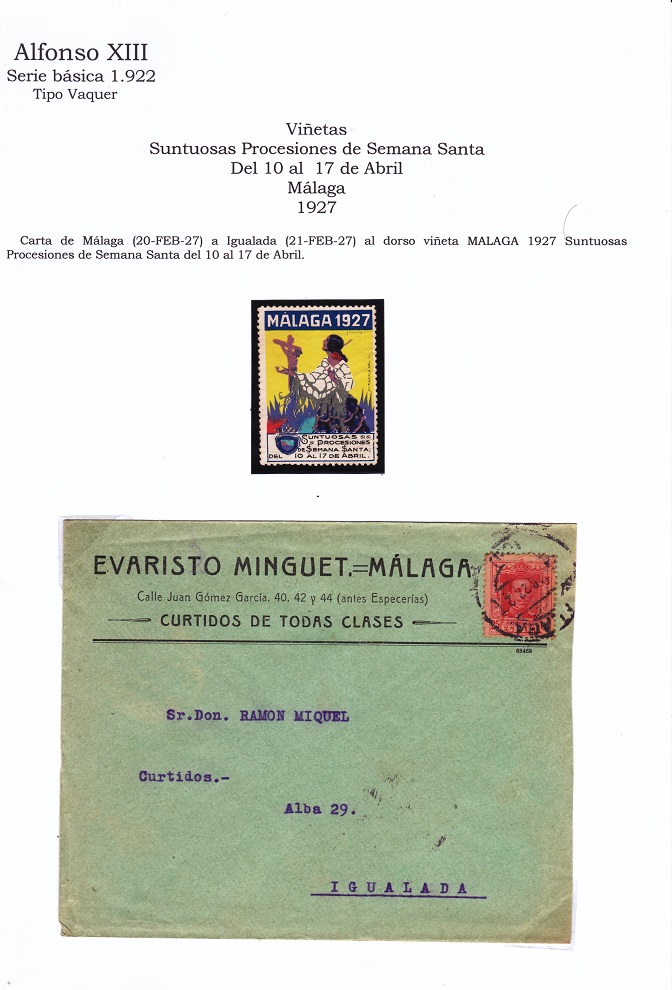 Alfonso XIII
Serie básica 1.922
Tipo Vaquer
Viñetas
Suntuosas Procesiones de Semana Santa
Del 10 al 17 de Abril
Málaga
1927
Carta de Málaga (20-FEB-27) a Igualada (21-FEB-27) al dorso viñeta MALAGA 1927 Suntuosas
Procesiones de Semana Santa del 10 al 17 de Abril.
MÁLAGA 1927
SUNTUOSAS
PROCESIONES
DE SEMANA SANTA,
DEL 10 AL 17 DE ABRIL.
EVARISTO MINGUET.=MÁLAGA
Calle Juan Gómez García, 40, 42 y 44 (antes Especerías)
CURTIDOS DE TODAS CLASES
68465
Sr.Don. RAMON MIQUEL
Curtidos.-
Alba 29.
IGUALADA